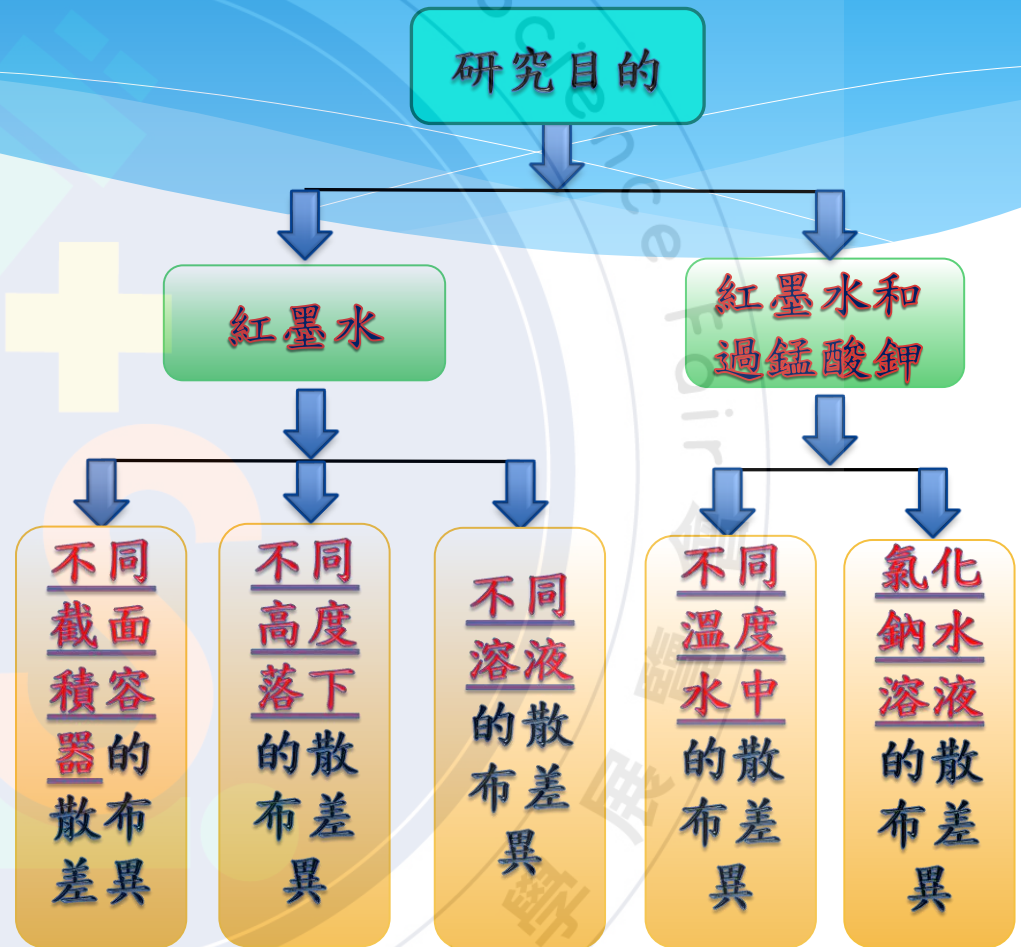 研究目的
紅墨水
紅墨水和
過錳酸鉀
不同
截面
積容
器的
散布
差異
不同
高度
落下
的散
布差
異
不同
溶液
的散
布差
異
不同
溫度
水中
的散
布差
異
氯化
鈉水
溶液
的散
布差
異